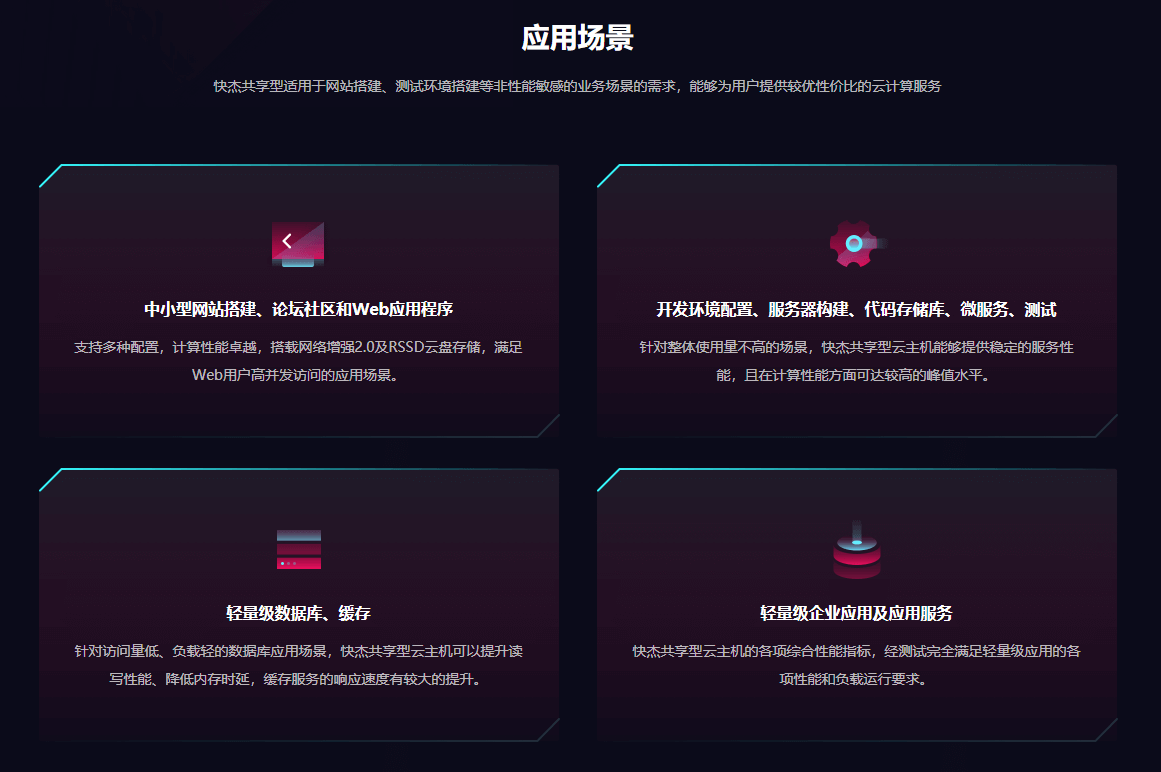 应用场景
快杰共享型适用于网站搭建、测试环境搭建等非性能敏感的业务场景的需求，能够为用户提供较优性价比的云计算服务
中小型网站搭建、论坛社区和Web应用程序
支持多种配置，计算性能卓越，搭载网络增强2.0及RSSD云盘存储，满足
Web用户高并发访问的应用场景。
开发环境配置、服务器构建、代码存储库、微服务、测试
针对整体使用量不高的场景，快杰共享型云主机能够提供稳定的服务性
能，且在计算性能方面可达较高的峰值水平。
轻量级数据库、缓存
针对访问量低、负载轻的数据库应用场景，快杰共享型云主机可以提升读
写性能、降低内存时延，缓存服务的响应速度有较大的提升。
轻量级企业应用及应用服务
快杰共享型云主机的各项综合性能指标，经测试完全满足轻量级应用的各
项性能和负载运行要求。